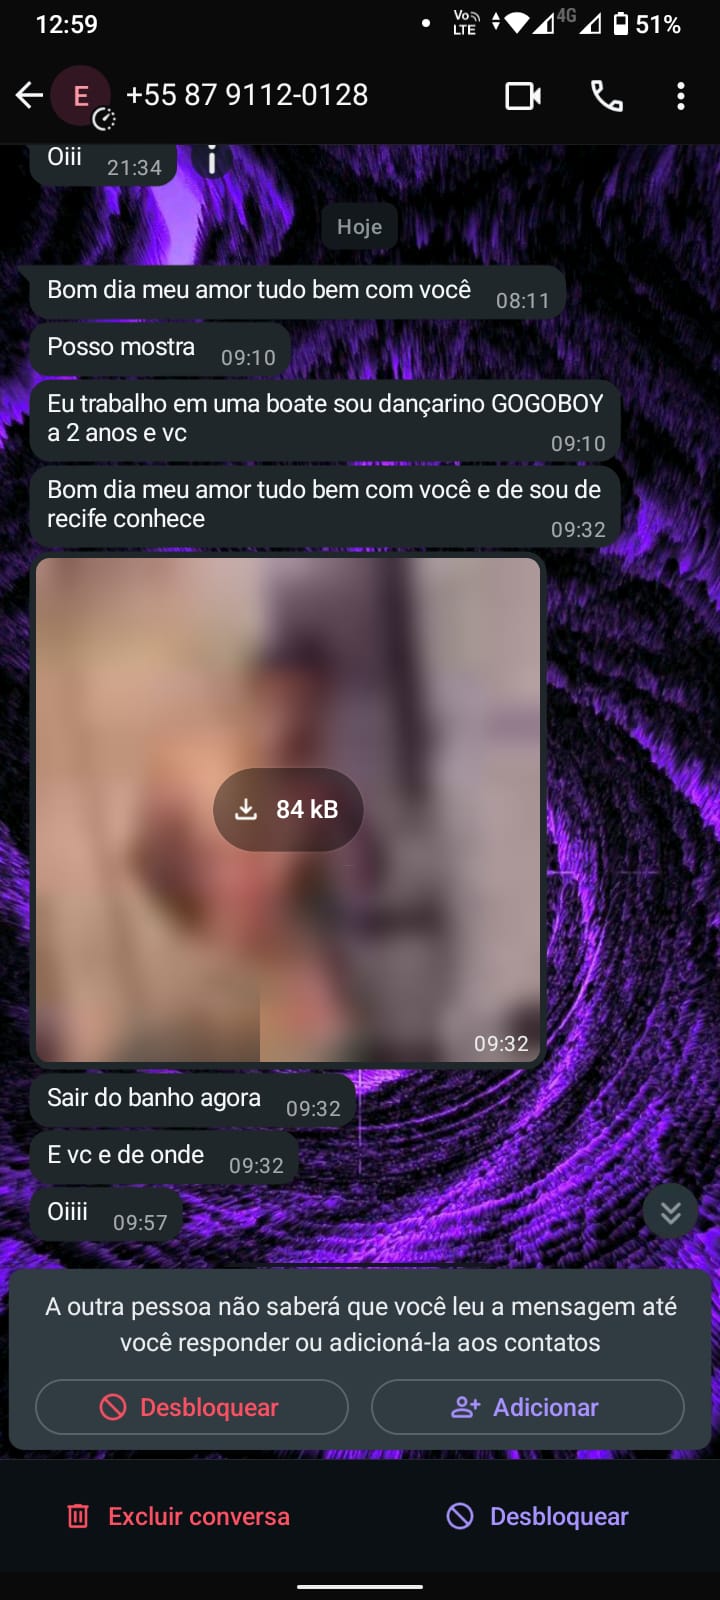 12:59
Vo LTE 4G 51%
E +55 87 9112-0128
Oiii 21:34
Hoje
Bom dia meu amor tudo bem com você 08:11
Posso mostra 09:10
Eu trabalho em uma boate sou dançarino GOGOBOY
a 2 anos e vc 09:10
Bom dia meu amor tudo bem com você e de sou de
recife conhece 09:32
84 kB
09:32
Sair do banho agora 09:32
E vc e de onde 09:32
Oiiii 09:57
A outra pessoa não saberá que você leu a mensagem até
você responder ou adicioná-la aos contatos
Desbloquear Adicionar
Excluir conversa Desbloquear